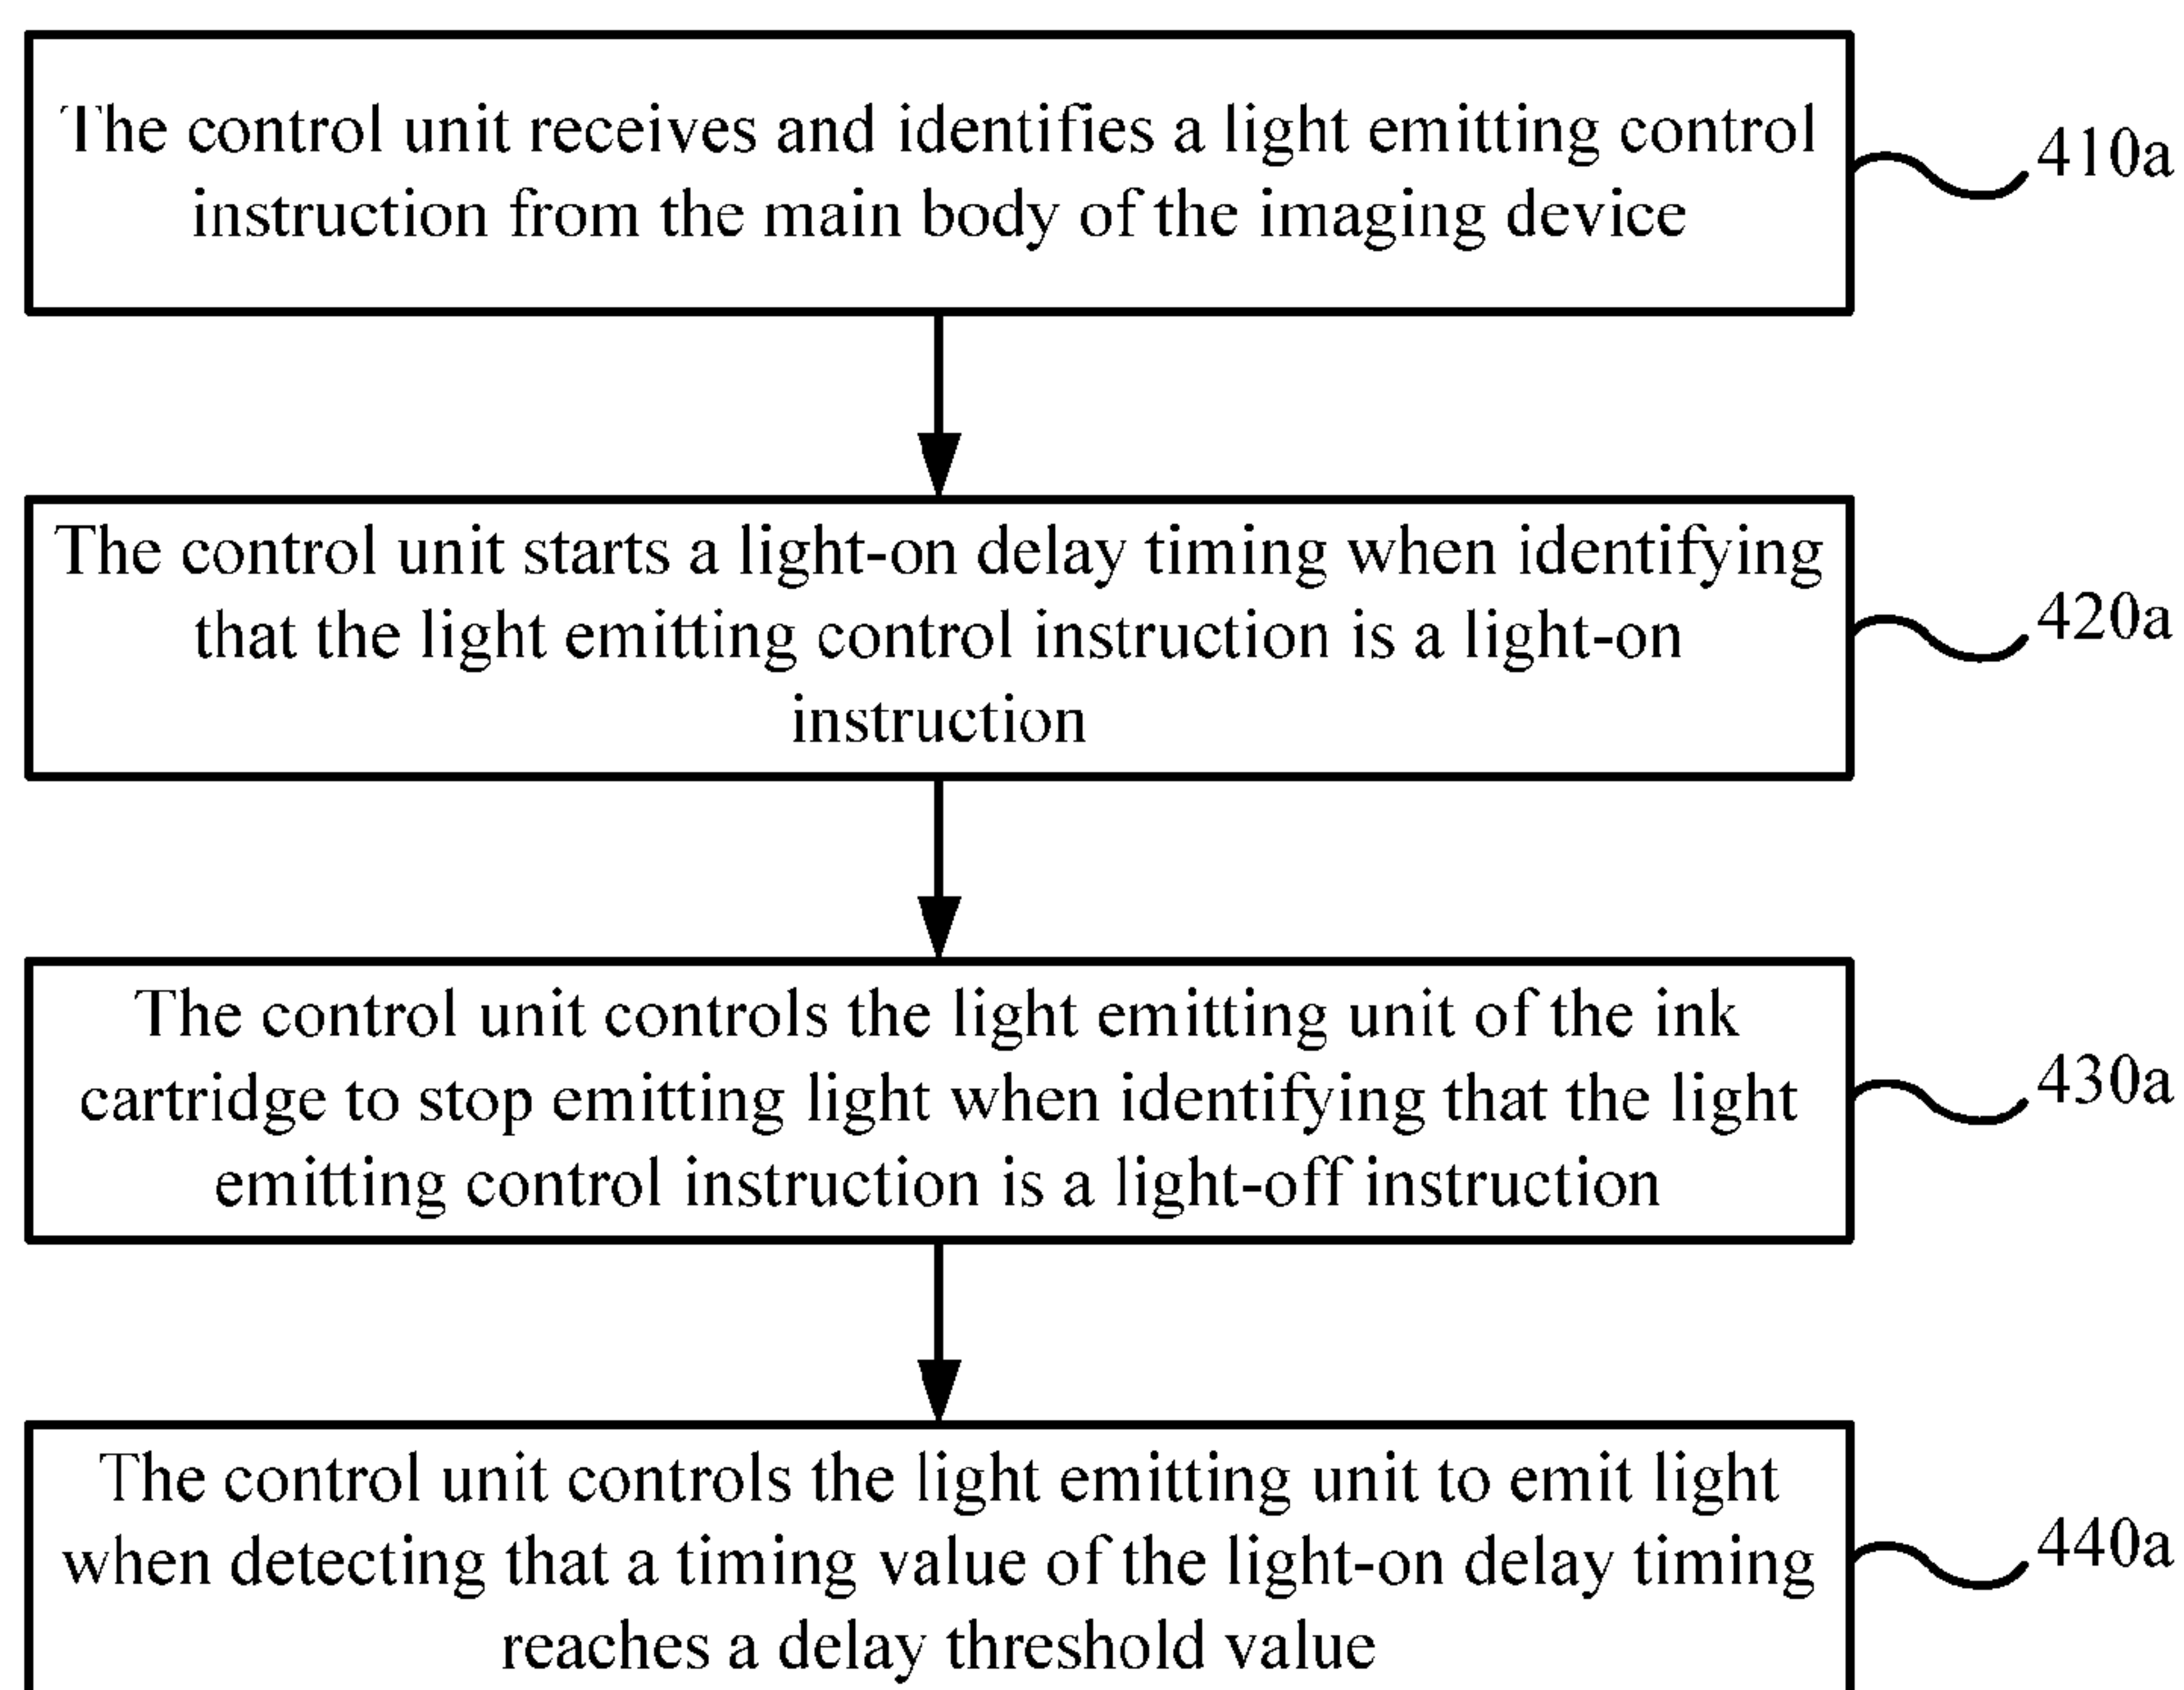 The control unit receives and identifies a light emitting control
instruction from the main body of the imaging device
410a
The control unit starts a light-on delay timing when identifying
that the light emitting control instruction is a light-on
instruction
420a
The control unit controls the light emitting unit of the ink
cartridge to stop emitting light when identifying that the light
emitting control instruction is a light-off instruction
430a
The control unit controls the light emitting unit to emit light
when detecting that a timing value of the light-on delay timing
reaches a delay threshold value
440a